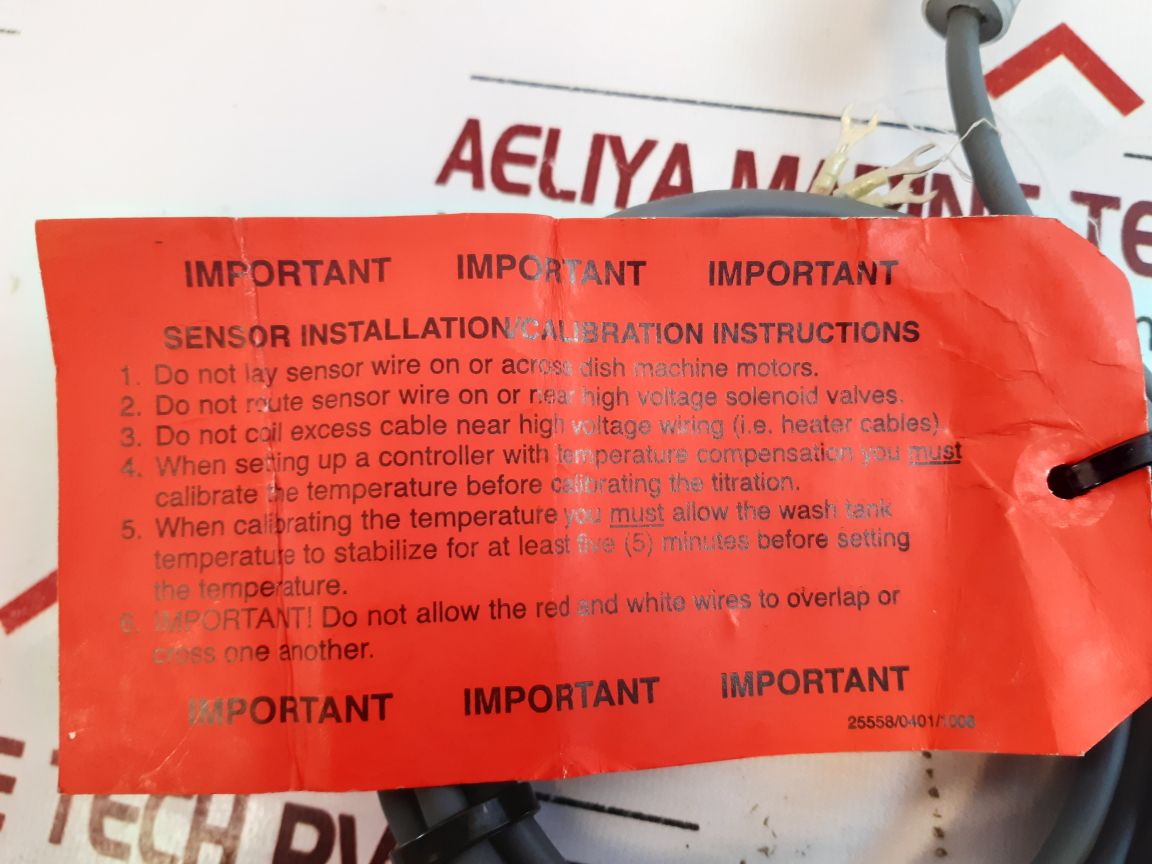 AELIYA MARINE TE
IMPORTANT IMPORTANT IMPORTANT
SENSOR INSTALLATION/CALIBRATION INSTRUCTIONS
1. Do not lay sensor wire on or across dish machine motors.
2. Do not route sensor wire on or near high voltage solenoid valves.
3. Do not coil excess cable near high voltage wiring (i.e. heater cables)
4. When setting up a controller with temperature compensation you must
calibrate the temperature before calibrating the titration.
5. When calibrating the temperature you must allow the wash tank
temperature to stabilize for at least five (5) minutes before setting
the temperature.
6. IMPORTANT! Do not allow the red and white wires to overlap or
cross one another.
IMPORTANT IMPORTANT IMPORTANT
25558/0401/1006
E TECH PV